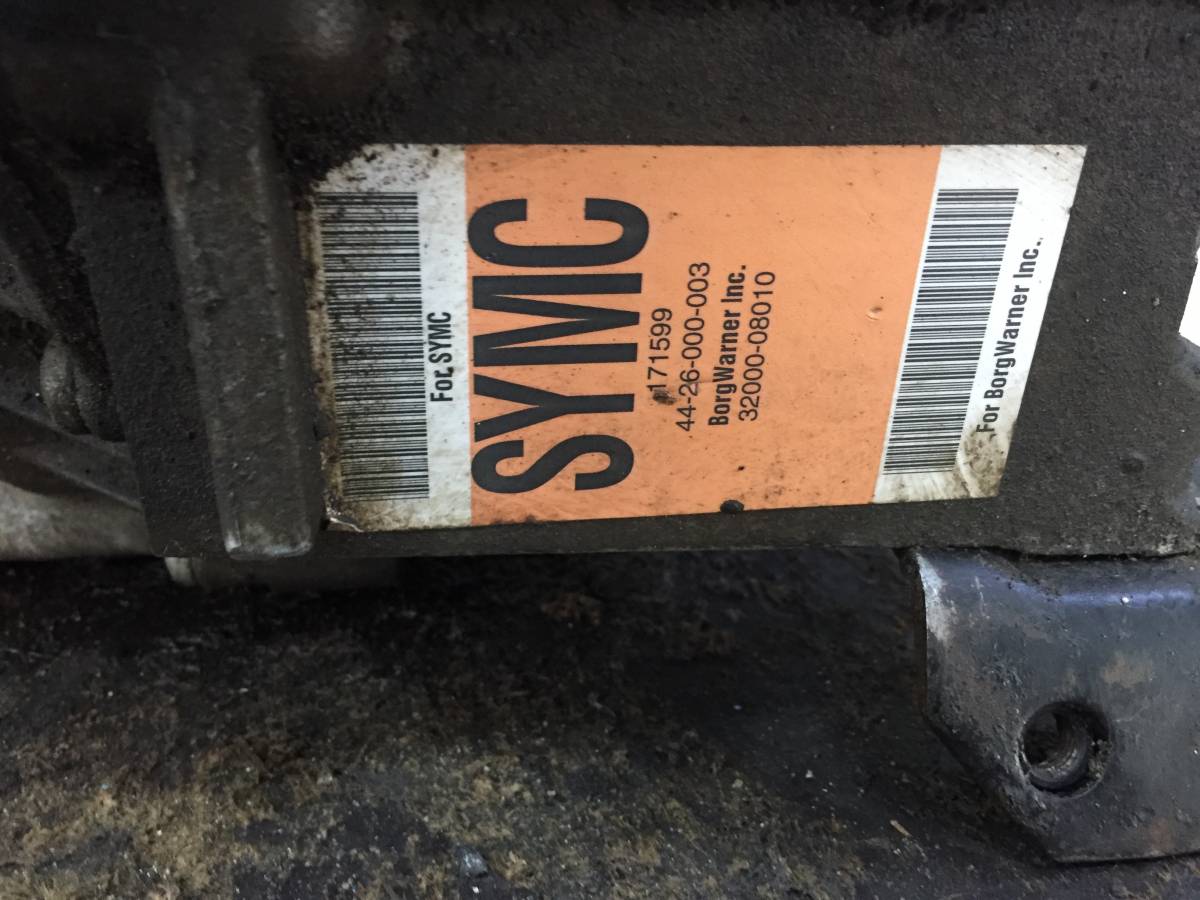 For SYMC
SYMC
171599
44-26-000-003
BorgWarner Inc.
32000-08010
For BorgWarner Inc.